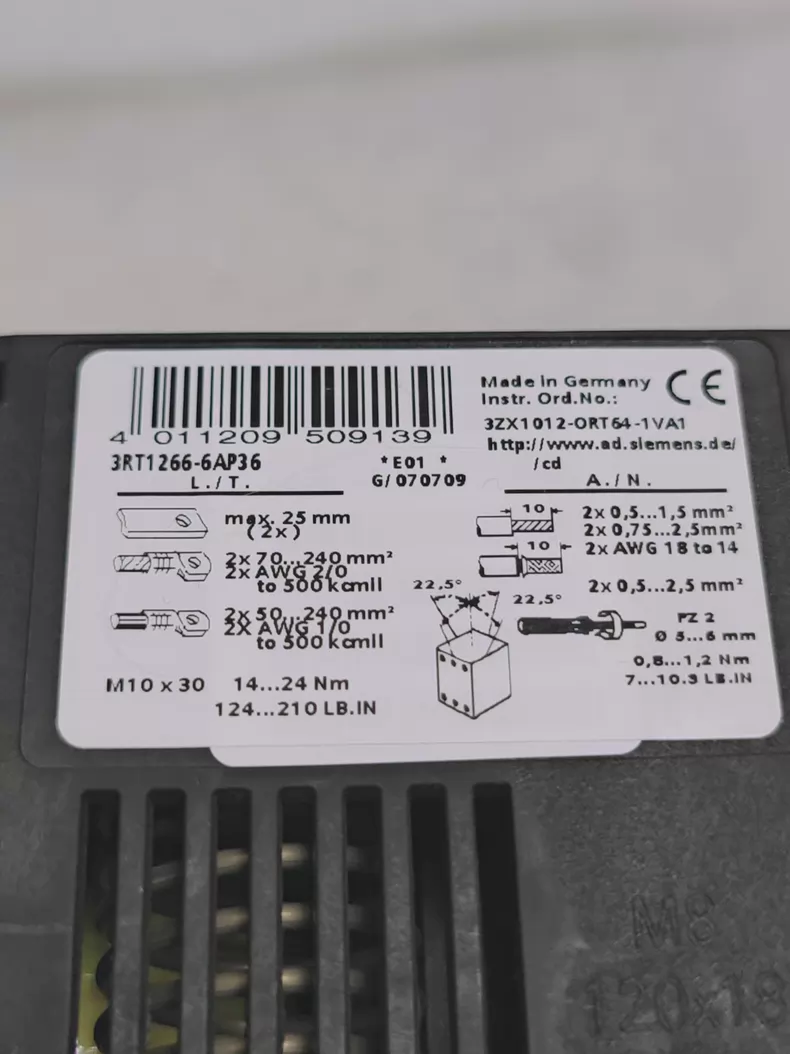 4 011209 509139
3RT1266-6AP36
*E01 *
G/070709
Made in Germany
Instr. Ord.No.:
CE
3ZX1012-0RT64-1VA1
http://www.ad.siemens.de/
/cd
L./T.
A./N.
max. 25 mm
(2x)
2x 70...240 mm²
2x AWG 2/0
to 500 kcmil
2x 50...240 mm²
2X AWG 1/0
to 500 kcmil
M10 x 30
14...24 Nm
124...210 LB.IN
22,5°
22,5°
10
2x 0,5...1,5 mm²
2x 0,75...2,5mm²
10
2x AWG 18 to 14
2x 0,5...2,5 mm²
PZ 2
Ø 5...6 mm
0,8...1,2 Nm
7...10.3 LB.IN
M8
120x18